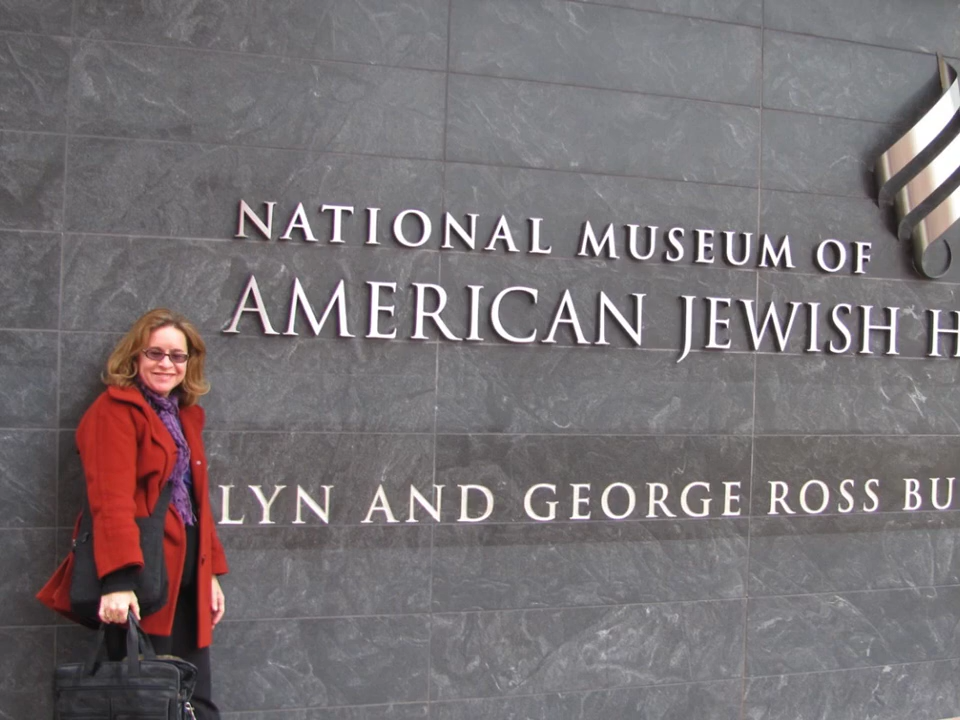 NATIONAL MUSEUM OF
AMERICAN JEWISH H
LYN AND GEORGE ROSS BU